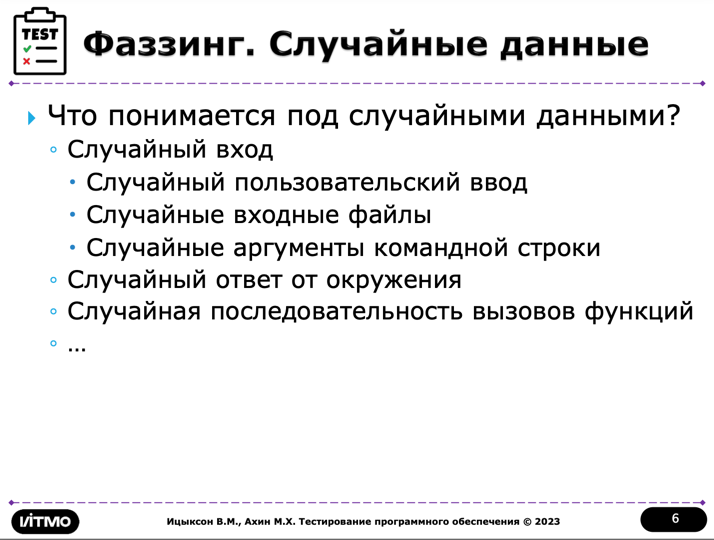 TEST
Фаззинг. Случайные данные
Что понимается под случайными данными?
Случайный вход
Случайный пользовательский ввод
Случайные входные файлы
Случайные аргументы командной строки
Случайный ответ от окружения
Случайная последовательность вызовов функций
…
ИТМО
Ицыксон В.М., Ахин М.Х. Тестирование программного обеспечения © 2023
6